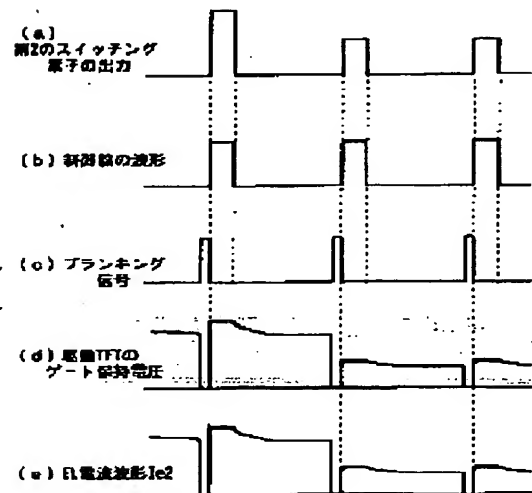 (a)
第2のスイッチング
素子の出力
(b) 制御線の波形
(c) ブランキング
信号
(d) 駆動TFTの
ゲート保持電圧
(e) EL電流波形Ie2